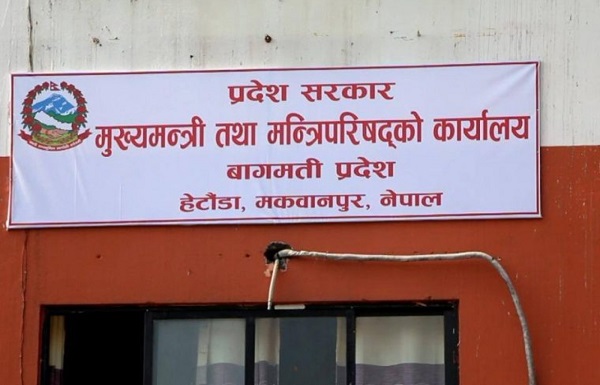 प्रदेश सरकार
मुख्यमन्त्री तथा मन्त्रिपरिषद्को कार्यालय
बागमती प्रदेश
हेटौंडा, मकवानपुर, नेपाल